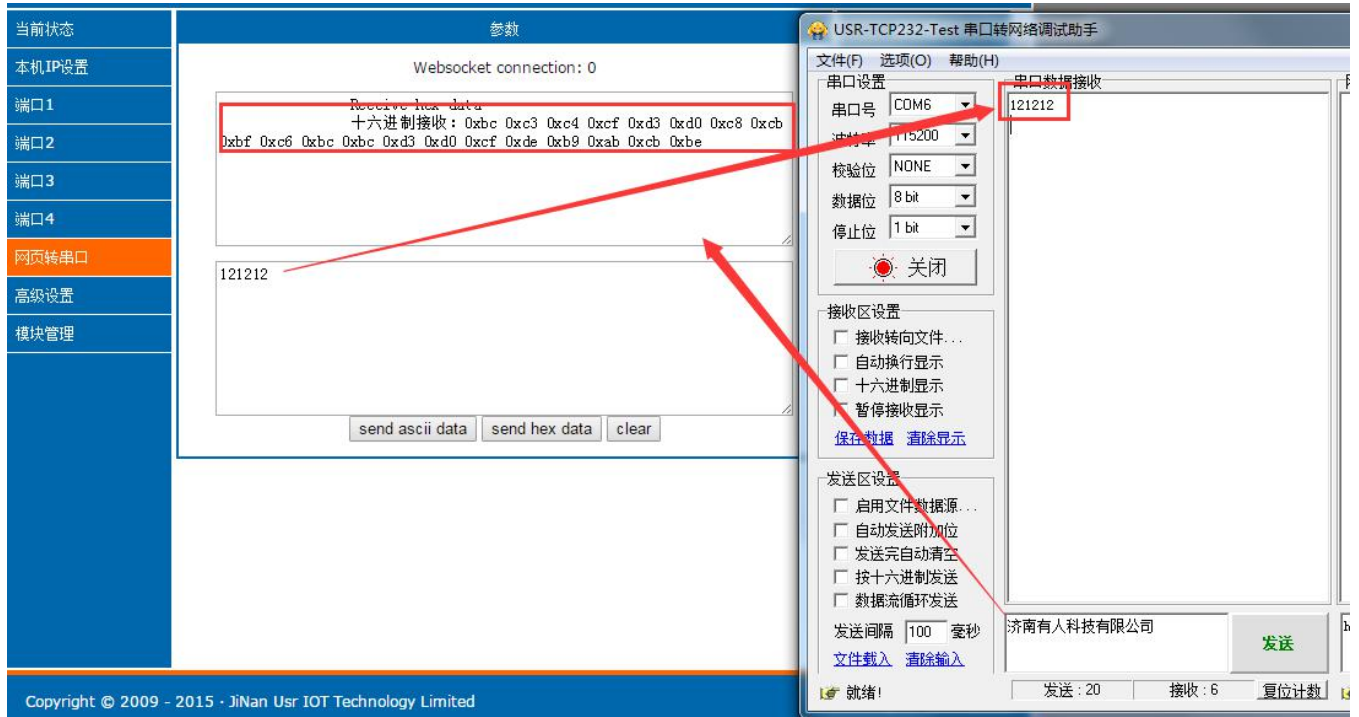 当前状态
本机IP设置
端口1
端口2
端口3
端口4
网页转串口
高级设置
模块管理
参数
Websocket connection: 0
Receive hex data
十六进制接收：0xbc 0xc3 0xc4 0xcf 0xd3 0xd0 0xc8 0xcb
0xbf 0xc6 0xbc 0xbc 0xd3 0xd0 0xcf 0xde 0xb9 0xab 0xcb 0xbe
121212
send ascii data send hex data clear
Copyright © 2009 - 2015 · JiNan Usr IOT Technology Limited
USR-TCP232-Test 串口转网络调试助手
文件(F) 选项(O) 帮助(H)
串口设置
串口号 COM6
波特率 115200
校验位 NONE
数据位 8 bit
停止位 1 bit
关闭
接收区设置
接收转向文件...
自动换行显示
十六进制显示
暂停接收显示
保存数据 清除显示
发送区设置
启用文件数据源...
自动发送附加位
发送完自动清空
按十六进制发送
数据流循环发送
发送间隔 100 毫秒
文件载入 清除输入
就绪!
串口数据接收
121212
济南有人科技有限公司
发送
发送：20 接收：6 复位计数